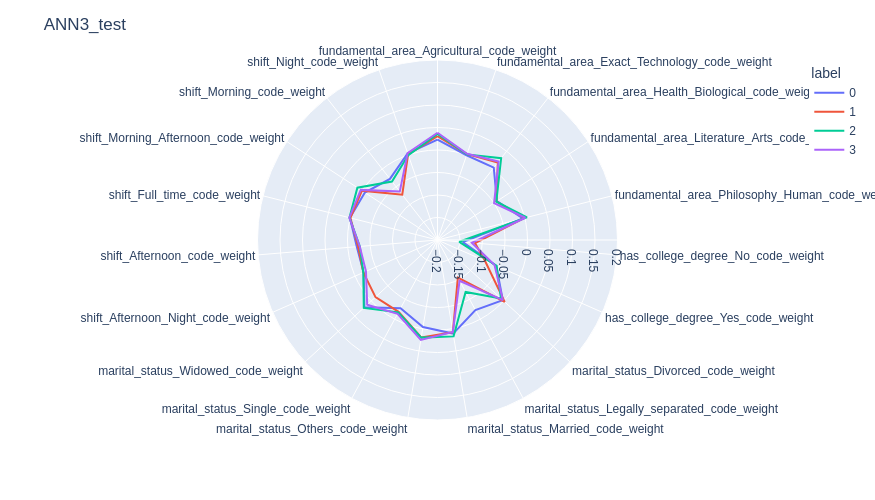 ANN3_test
fundamental_area_Agricultural_code_weight
shift_Night_code_weight
fundamental_area_Exact_Technology_code_weight
label
shift_Morning_code_weight
fundamental_area_Health_Biological_code_weig
0
1
2
3
shift_Morning_Afternoon_code_weight
fundamental_area_Literature_Arts_code_
shift_Full_time_code_weight
fundamental_area_Philosophy_Human_code_we
shift_Afternoon_code_weight
has_college_degree_No_code_weight
−0.2
−0.15
−0.1
−0.05
0
0.05
0.1
0.15
0.2
shift_Afternoon_Night_code_weight
has_college_degree_Yes_code_weight
marital_status_Widowed_code_weight
marital_status_Divorced_code_weight
marital_status_Single_code_weight
marital_status_Legally_separated_code_weight
marital_status_Others_code_weight
marital_status_Married_code_weight